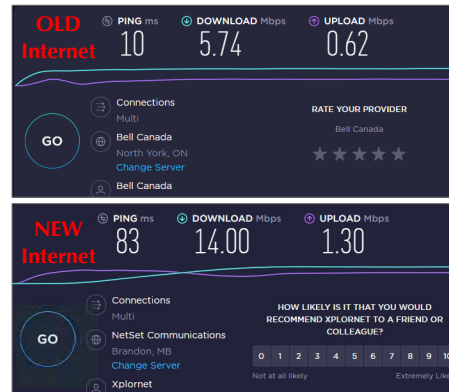 OLD Internet
PING ms
DOWNLOAD Mbps
UPLOAD Mbps
10
5.74
0.62
GO
Connections
Multi
Bell Canada
North York, ON
Change Server
Bell Canada
RATE YOUR PROVIDER
Bell Canada
NEW Internet
PING ms
DOWNLOAD Mbps
UPLOAD Mbps
83
14.00
1.30
GO
Connections
Multi
NetSet Communications
Brandon, MB
Change Server
Xplornet
HOW LIKELY IS IT THAT YOU WOULD
RECOMMEND XPLORNET TO A FRIEND OR
COLLEAGUE?
0 1 2 3 4 5 6 7 8 9 10
Not at all likely
Extremely Like